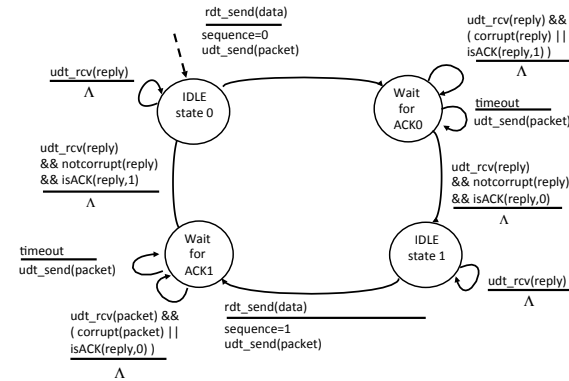 rdt_send(data)
sequence=0
udt_send(packet)
udt_rcv(reply) &&
( corrupt(reply) ||
isACK(reply,1) )
Λ
udt_rcv(reply)
Λ
IDLE
state 0
Wait
for
ACK0
timeout
udt_send(packet)
udt_rcv(reply)
&& notcorrupt(reply)
&& isACK(reply,1)
Λ
udt_rcv(reply)
&& notcorrupt(reply)
&& isACK(reply,0)
Λ
timeout
udt_send(packet)
Wait
for
ACK1
IDLE
state 1
udt_rcv(reply)
Λ
rdt_send(data)
sequence=1
udt_send(packet)
udt_rcv(packet) &&
( corrupt(packet) ||
isACK(reply,0) )
Λ